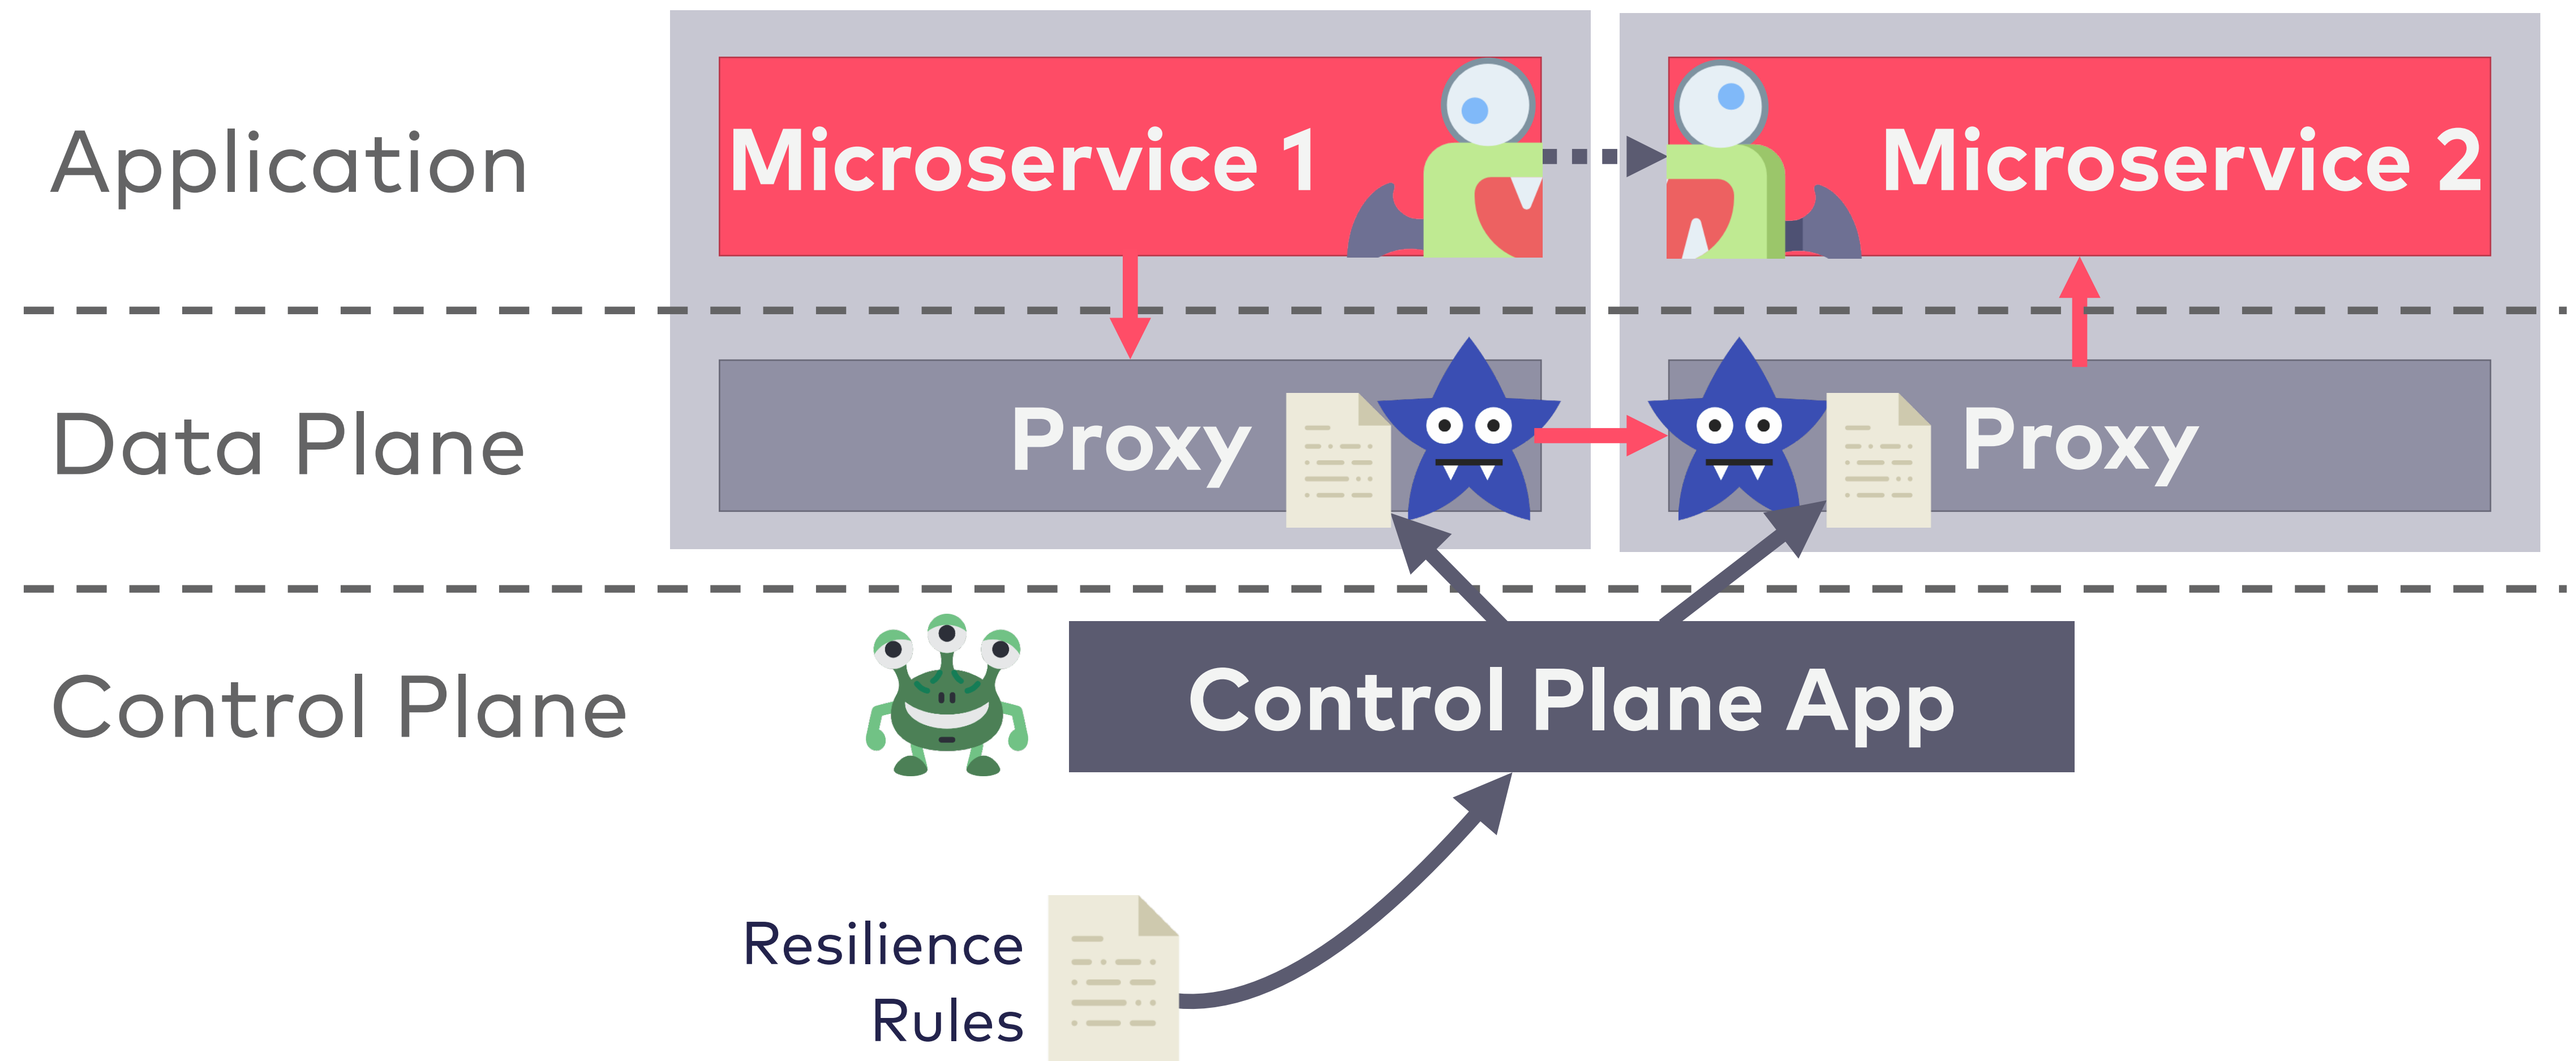 Application
Microservice 1
Microservice 2
Data Plane
Proxy
Proxy
Control Plane
Control Plane App
Resilience
Rules